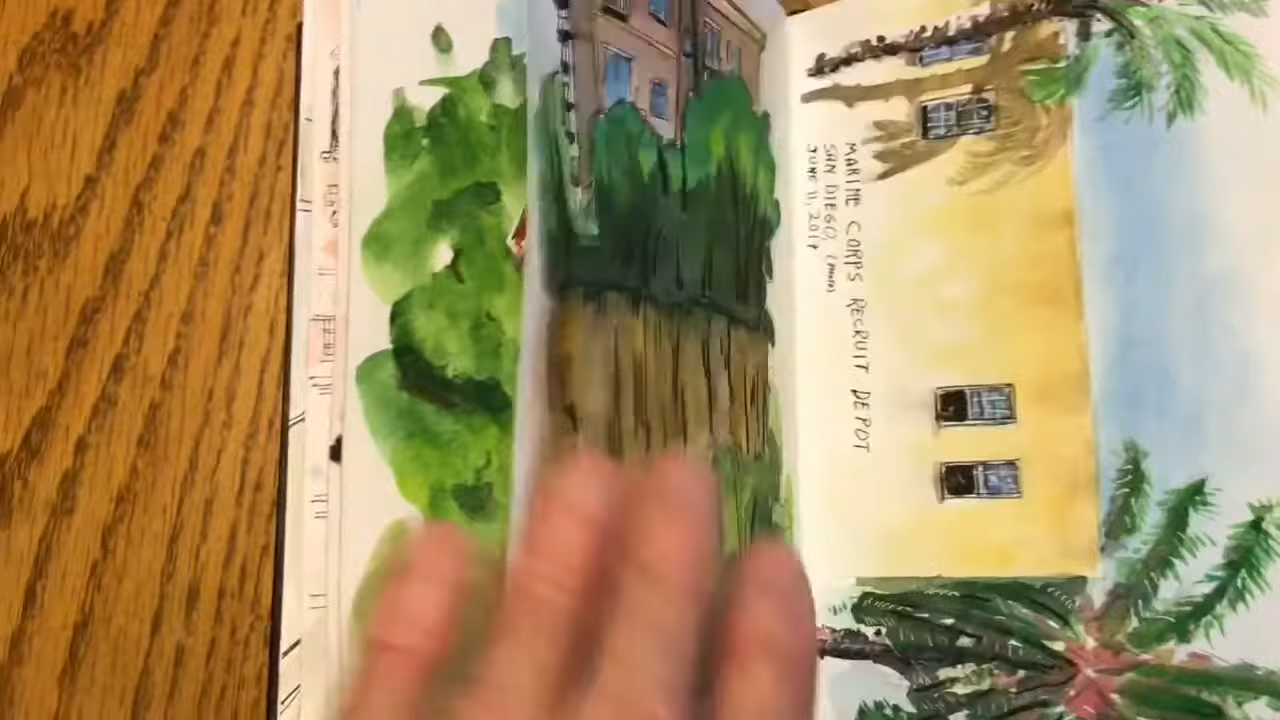 MARINE CORPS RECRUIT DEPOT
SAN DIEGO,
JUNE 11, 2017